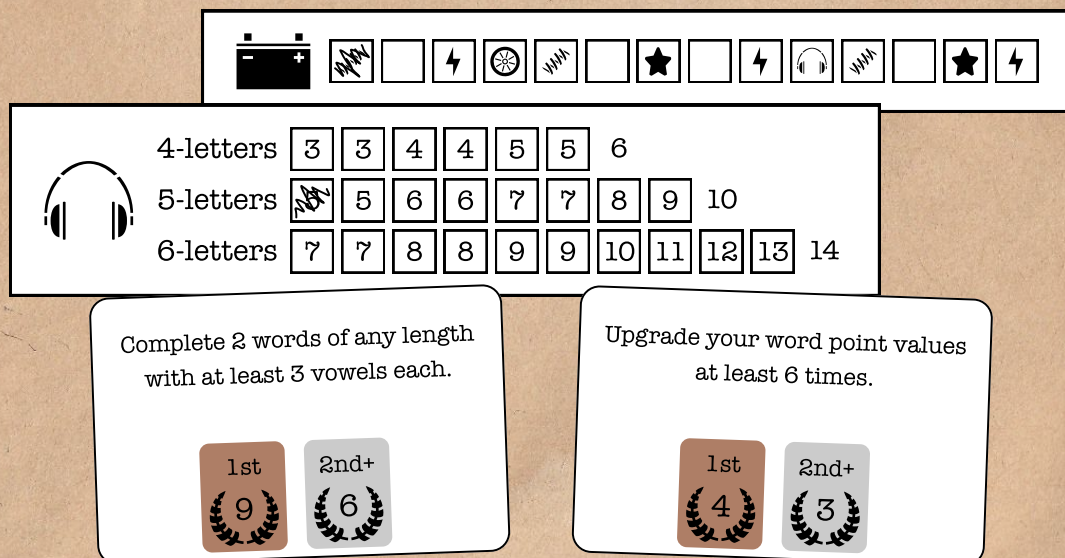 4-letters 3 3 4 4 5 5 6
5-letters 5 6 6 7 7 8 9 10
6-letters 7 7 8 8 9 9 10 11 12 13 14
Complete 2 words of any length
with at least 3 vowels each.
1st 2nd+
9 6
Upgrade your word point values
at least 6 times.
1st 2nd+
4 3